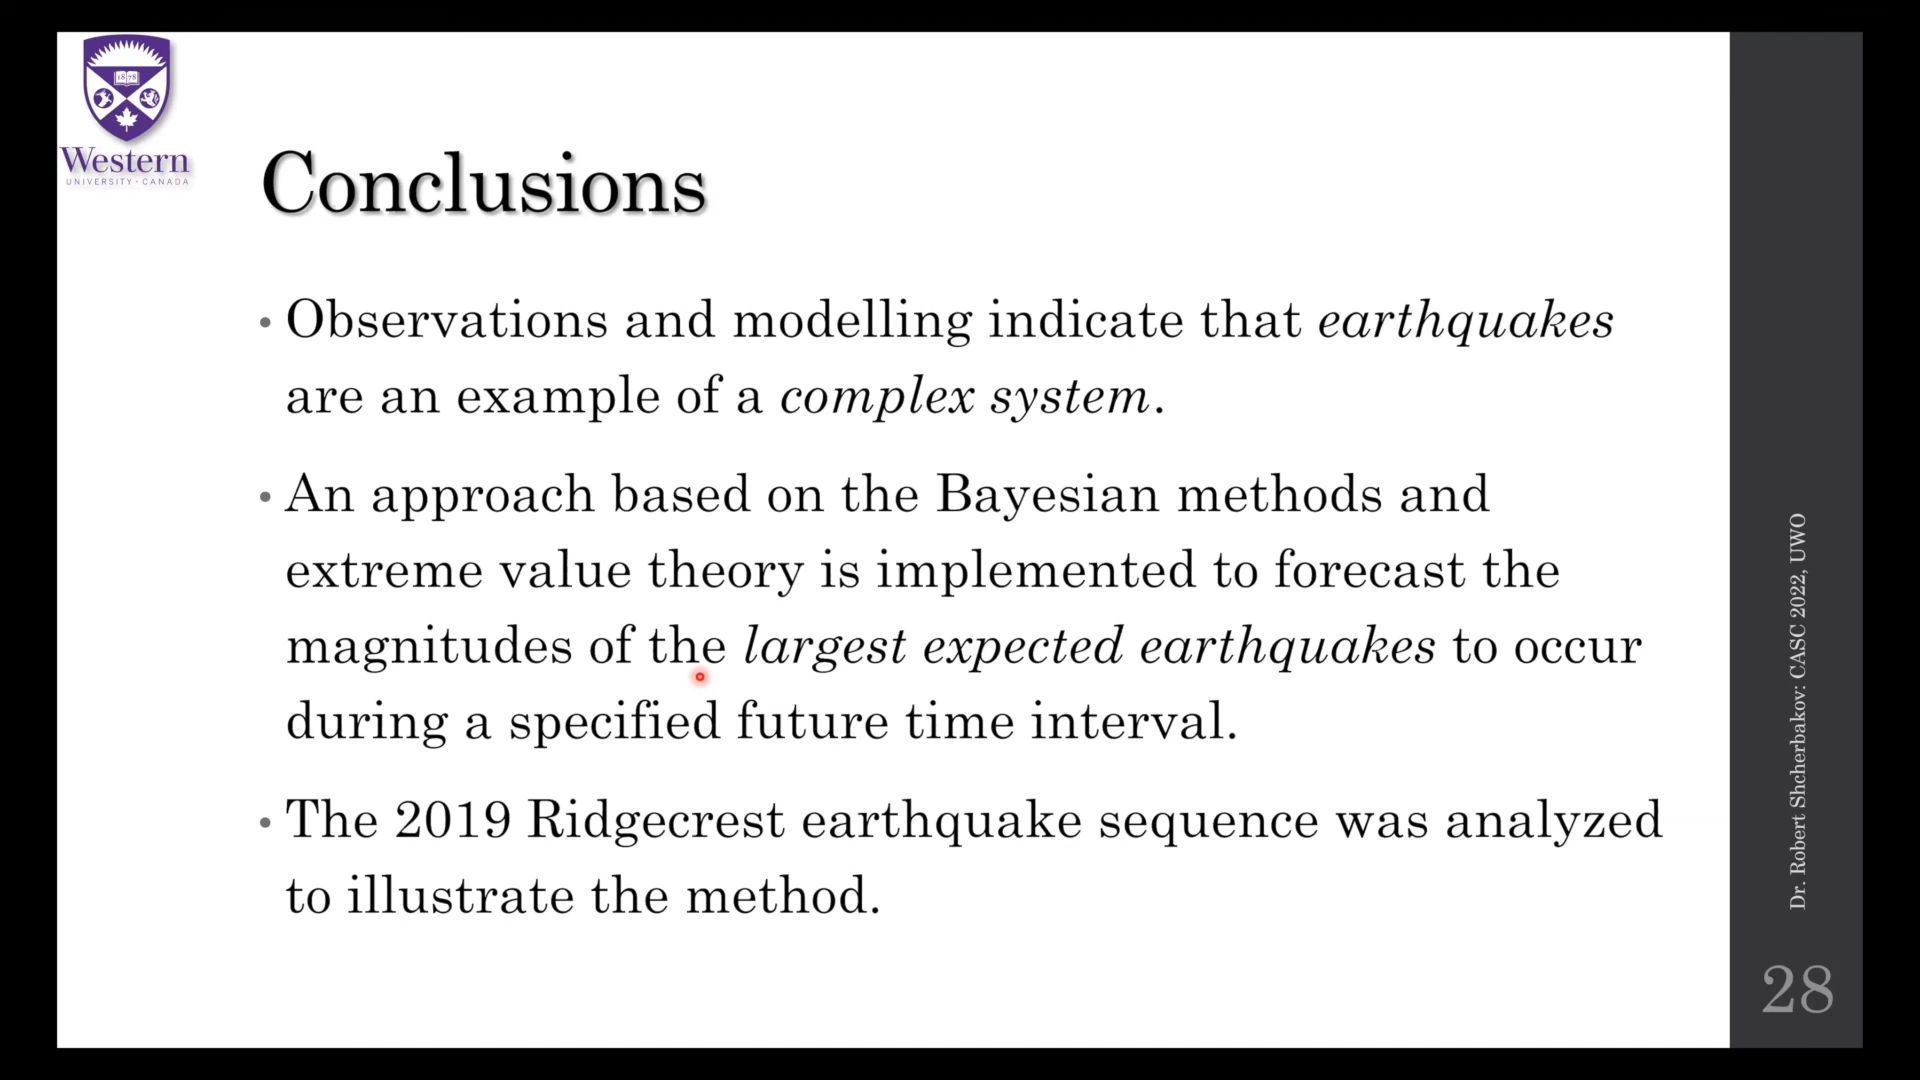 1878
Western
UNIVERSITY · CANADA
Conclusions
• Observations and modelling indicate that earthquakes
are an example of a complex system.
• An approach based on the Bayesian methods and
extreme value theory is implemented to forecast the
magnitudes of the largest expected earthquakes to occur
during a specified future time interval.
• The 2019 Ridgecrest earthquake sequence was analyzed
to illustrate the method.
Dr. Robert Shcherbakov: CASC 2022, UWO
28